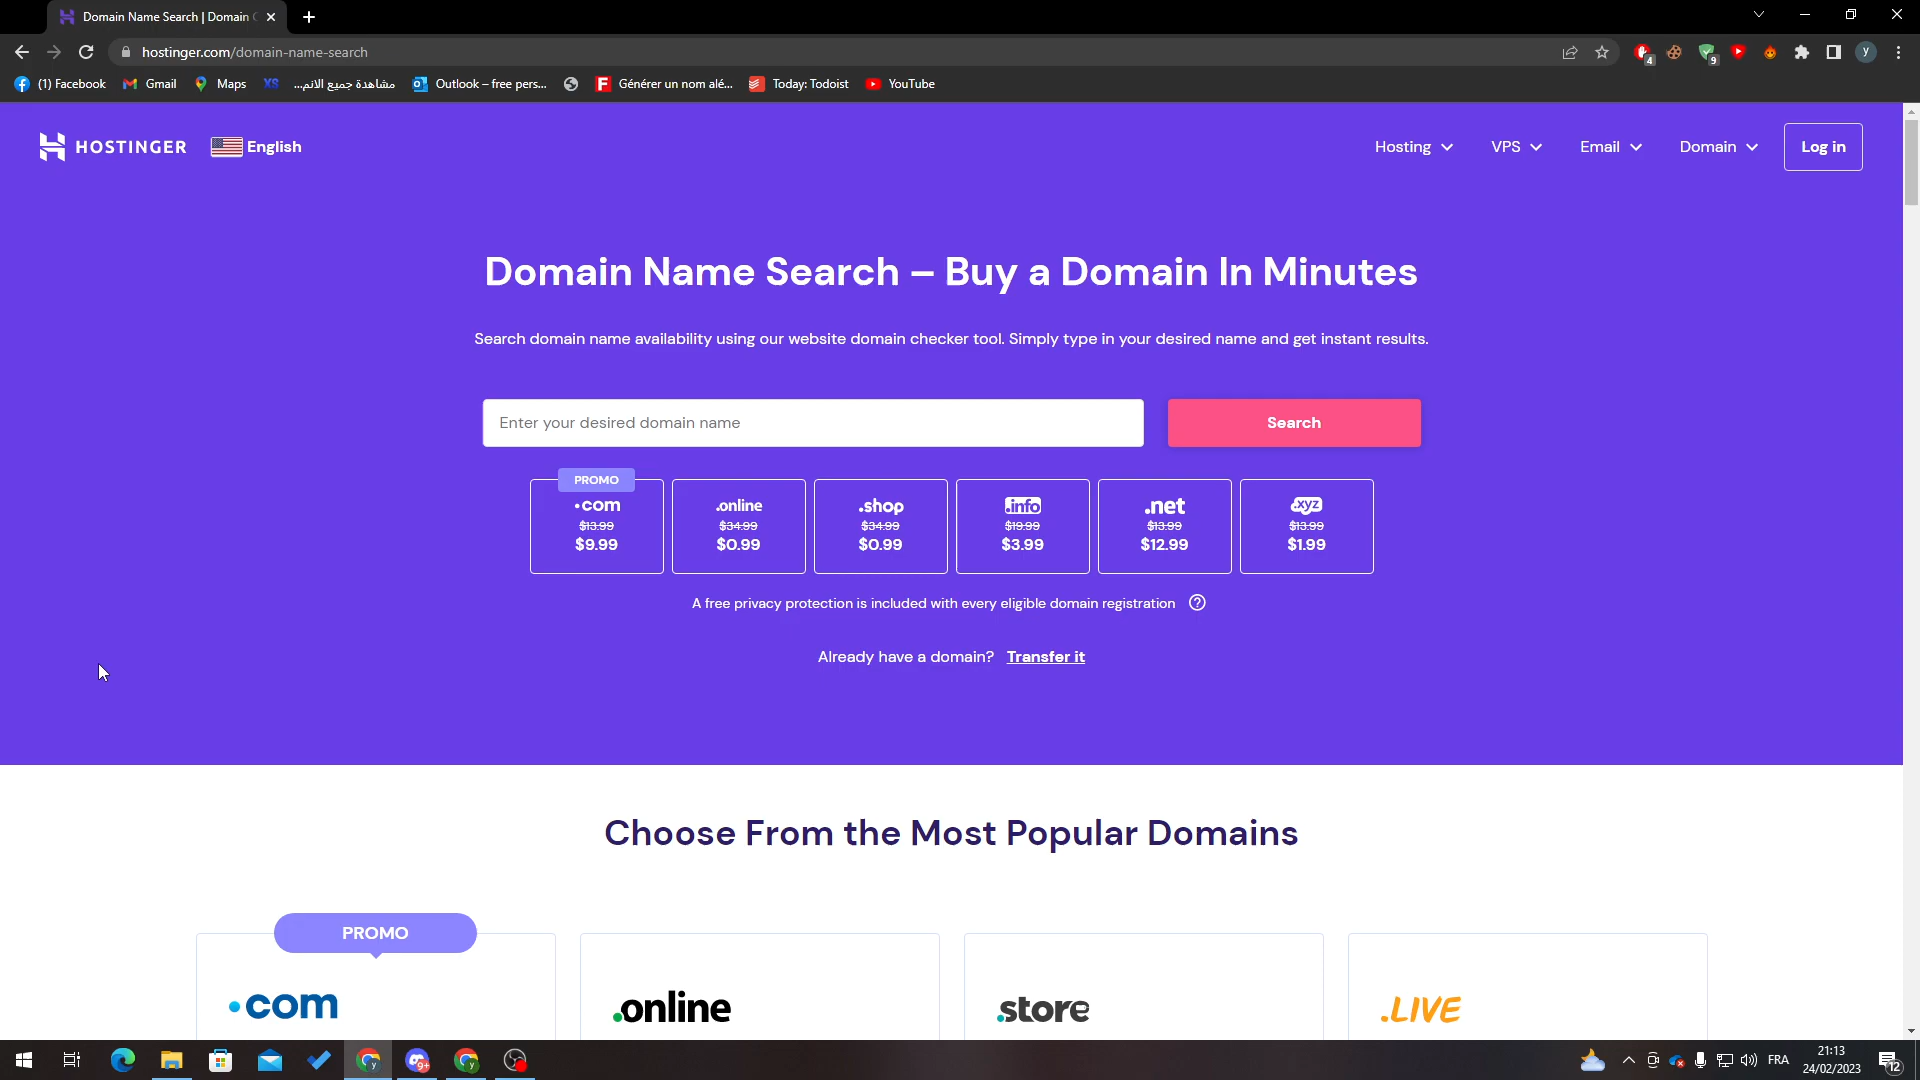 Domain Name Search | Domain C
hostinger.com/domain-name-search
4
9
y
(1) Facebook
Gmail
Maps
XS
مشاهدة جميع الانم...
Outlook – free pers...
Générer un nom alé...
Today: Todoist
YouTube
HOSTINGER
English
Hosting
VPS
Email
Domain
Log in
Domain Name Search – Buy a Domain In Minutes
Search domain name availability using our website domain checker tool. Simply type in your desired name and get instant results.
Enter your desired domain name
Search
PROMO
.com
$13.99
$9.99
.online
$34.99
$0.99
.shop
$34.99
$0.99
.info
$19.99
$3.99
.net
$13.99
$12.99
.xyz
$13.99
$1.99
A free privacy protection is included with every eligible domain registration
Already have a domain? Transfer it
Choose From the Most Popular Domains
PROMO
.com
.online
.store
.LIVE
9+
FRA
21:13
24/02/2023
12